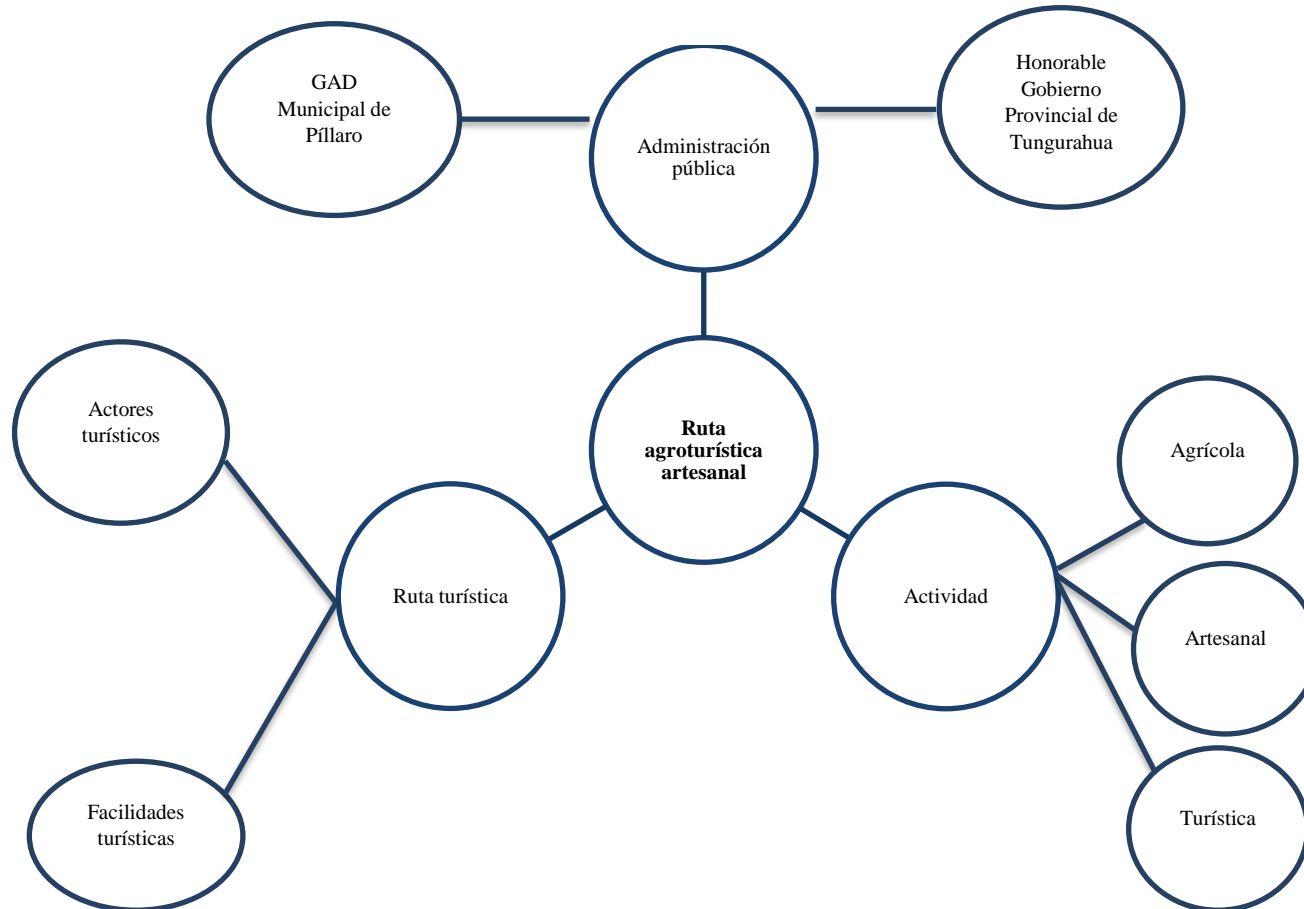 GAD
Municipal de
Píllaro
Administración
pública
Honorable
Gobierno
Provincial de
Tungurahua
Actores
turísticos
Ruta
agroturística
artesanal
Agrícola
Ruta turística
Actividad
Artesanal
Facilidades
turísticas
Turística